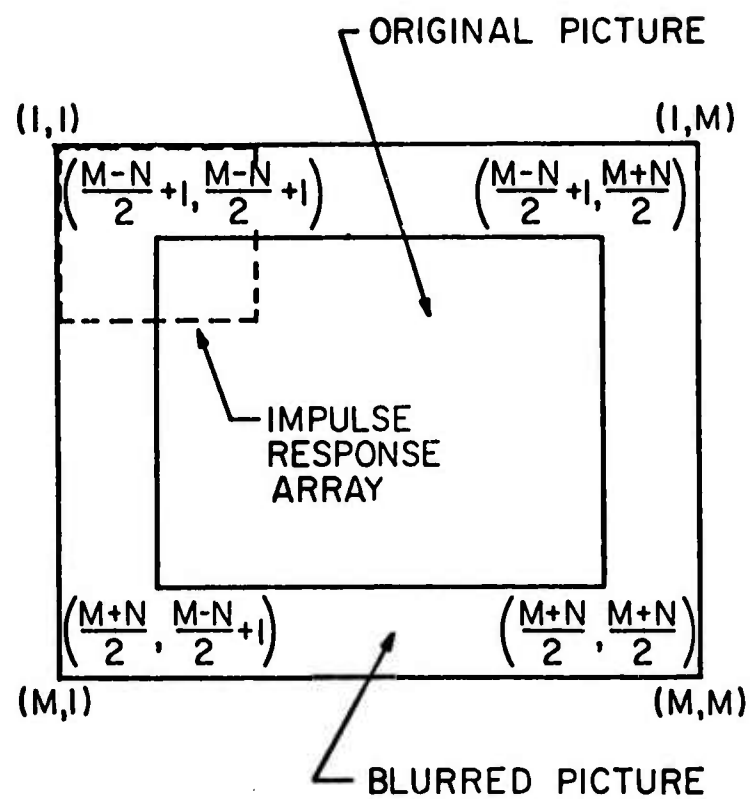 ORIGINAL PICTURE
(1,1) (1,M)
(M-N/2 +1, M-N/2 +1) (M-N/2 +1, M+N/2)
IMPULSE
RESPONSE
ARRAY
(M+N/2, M-N/2 +1) (M+N/2, M+N/2)
(M,1) (M,M)
BLURRED PICTURE